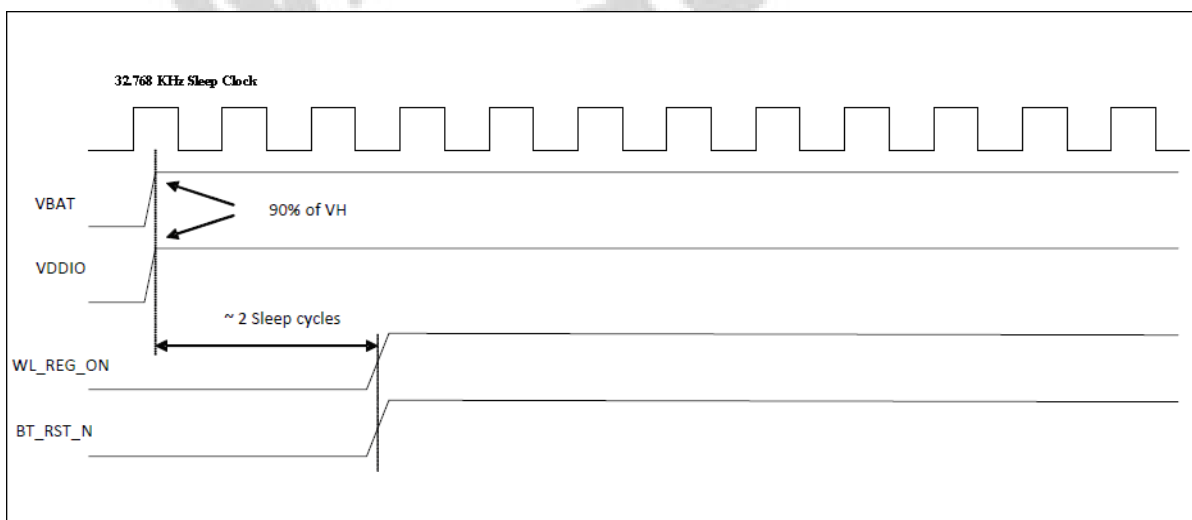 32.768 KHz Sleep Clock
VBAT
90% of VH
VDDIO
~ 2 Sleep cycles
WL_REG_ON
BT_RST_N